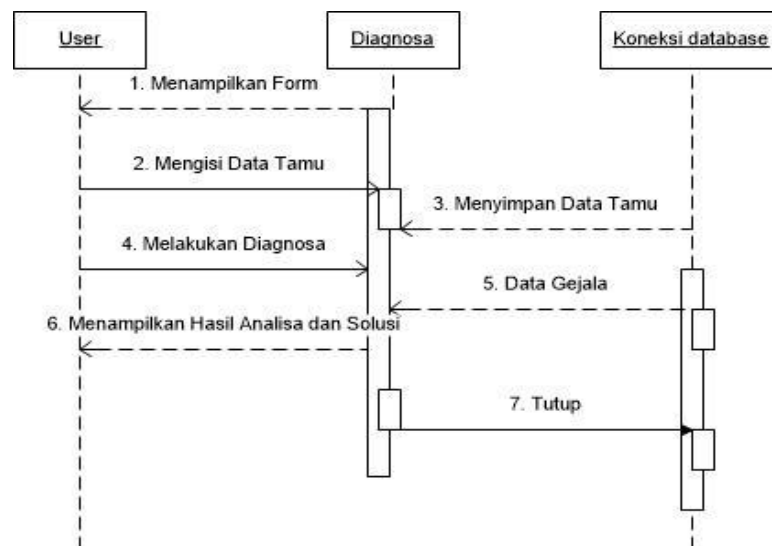 User
Diagnosa
Koneksi database
1. Menampilkan Form
2. Mengisi Data Tamu
3. Menyimpan Data Tamu
4. Melakukan Diagnosa
5. Data Gejala
6. Menampilkan Hasil Analisa dan Solusi
7. Tutup